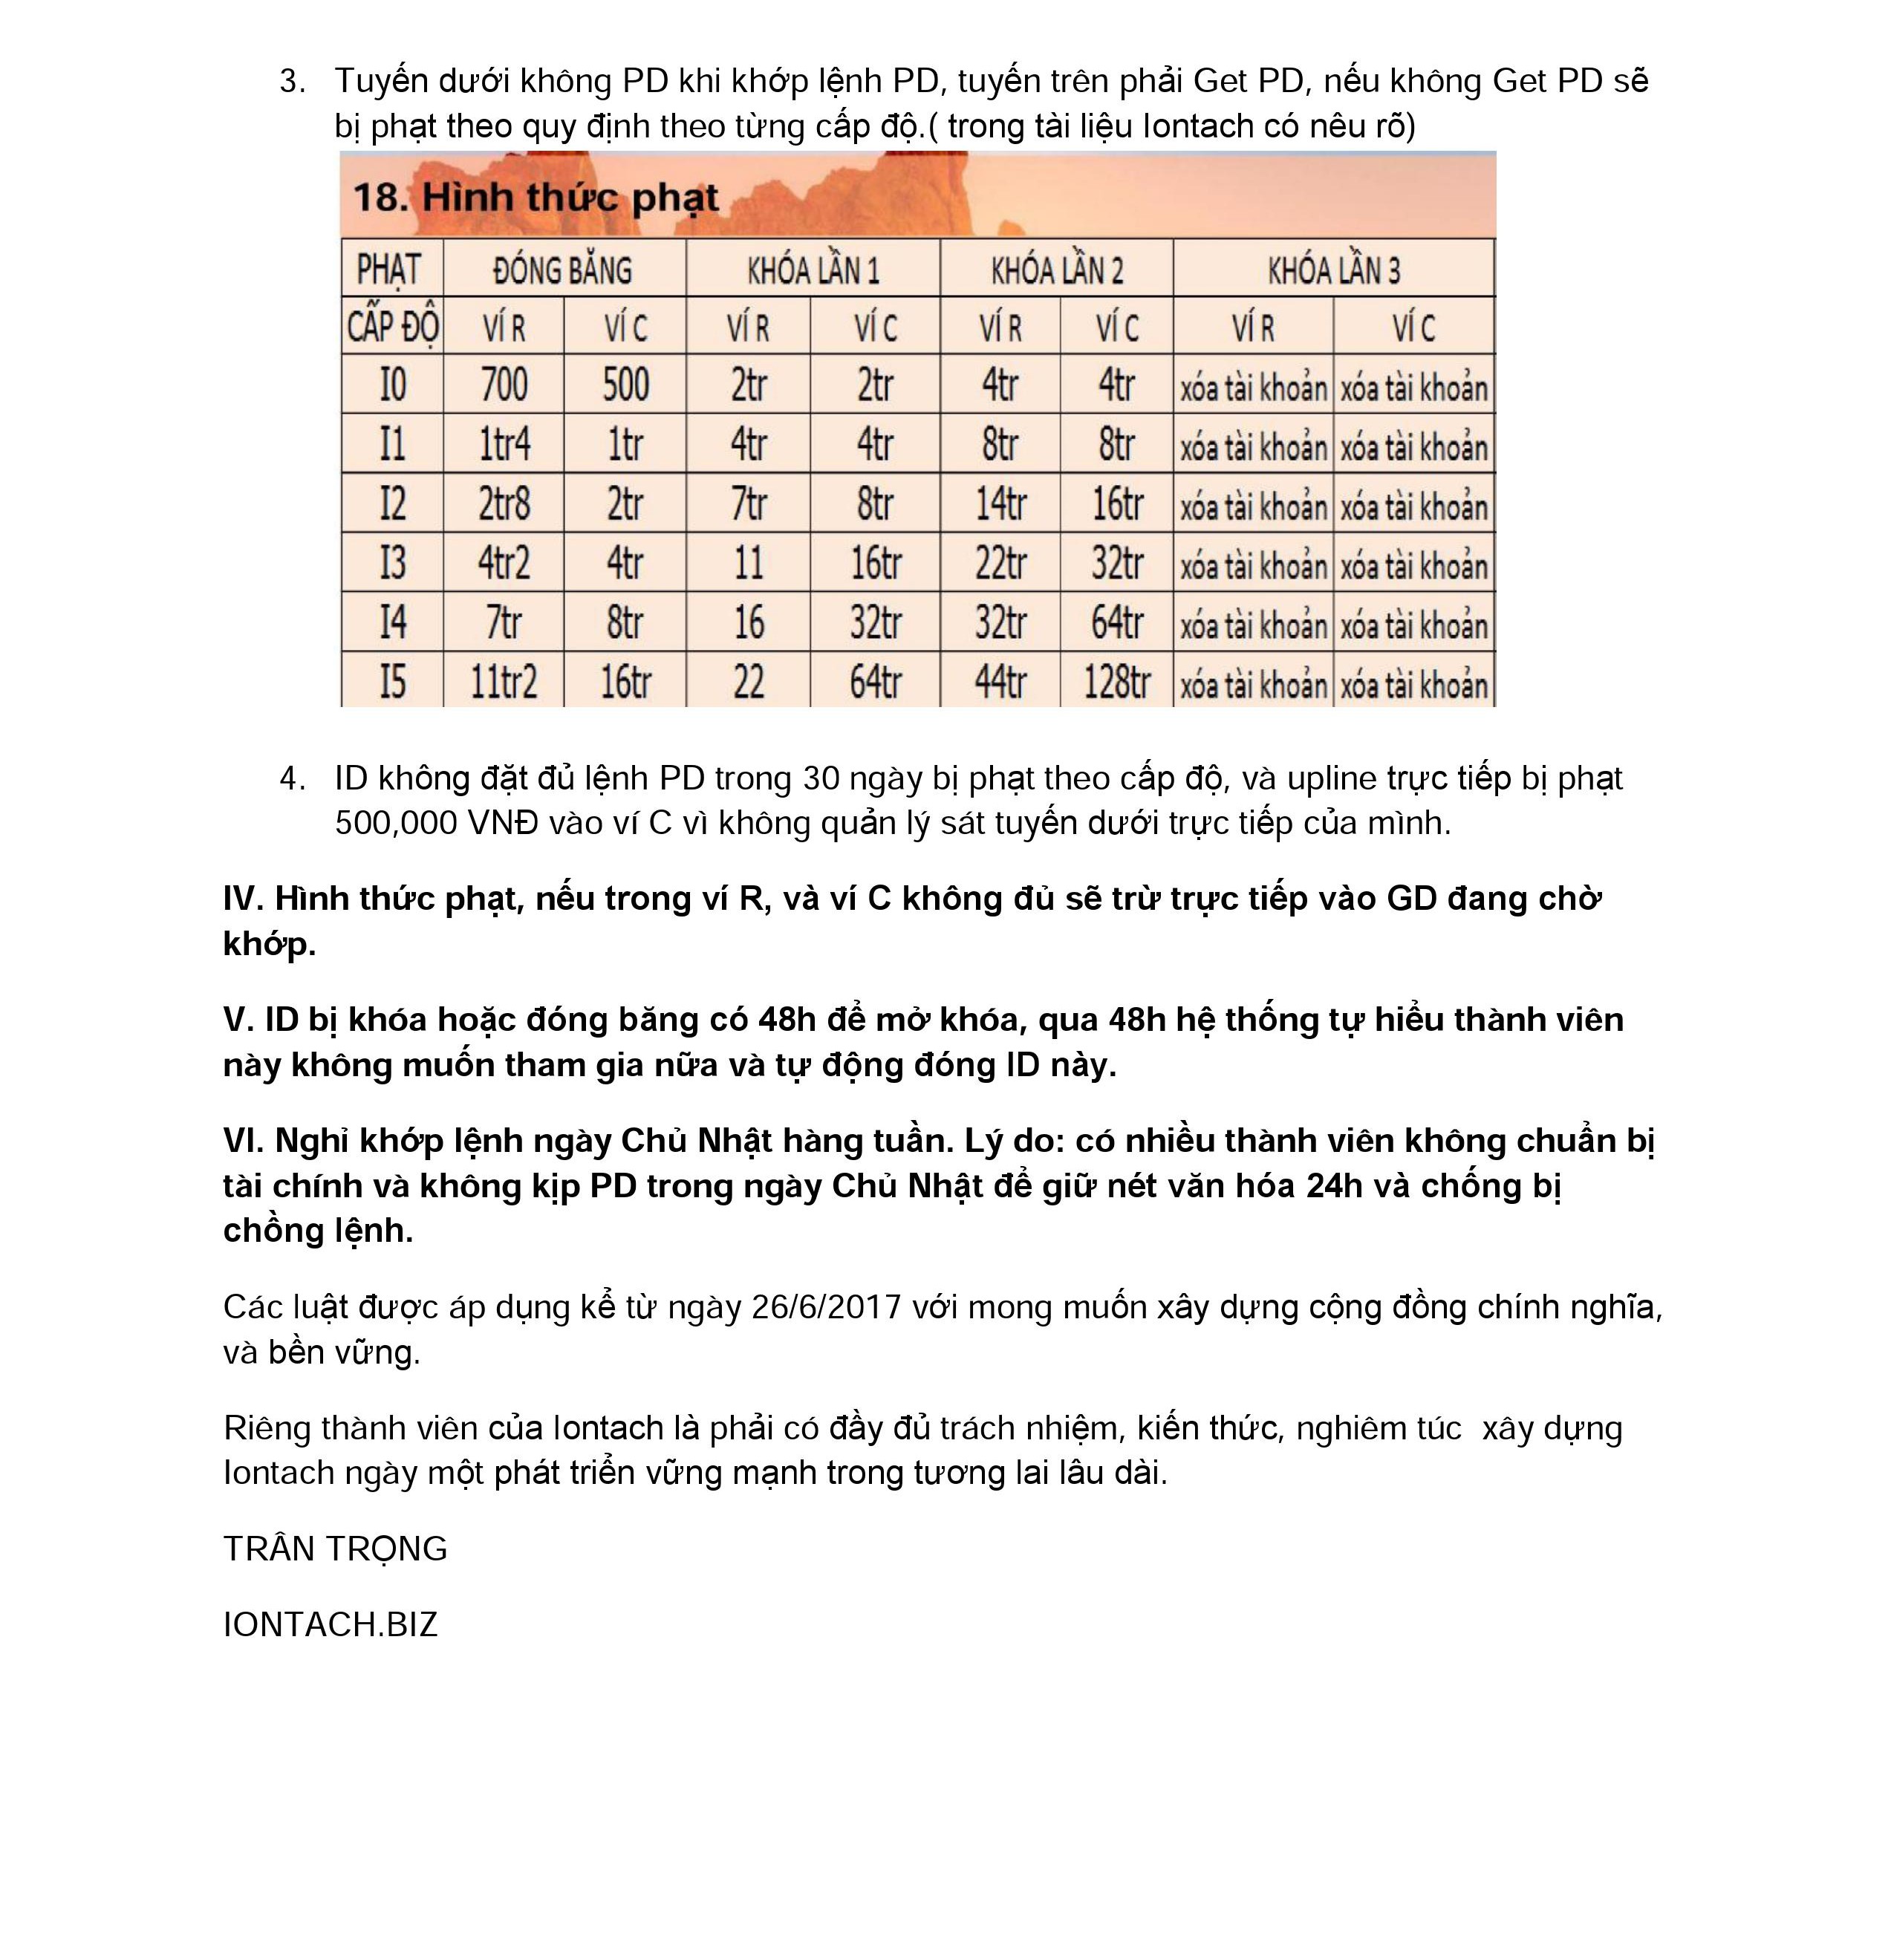 3. Tuyến dưới không PD khi khớp lệnh PD, tuyến trên phải Get PD, nếu không Get PD sẽ
bị phạt theo quy định theo từng cấp độ.( trong tài liệu Iontach có nêu rõ)
18. Hình thức phạt
PHẠT ĐÓNG BĂNG KHÓA LẦN 1 KHÓA LẦN 2 KHÓA LẦN 3
CẤP ĐỘ VÍ R VÍ C VÍ R VÍ C VÍ R VÍ C VÍ R VÍ C
I0 700 500 2tr 2tr 4tr 4tr xóa tài khoản xóa tài khoản
I1 1tr4 1tr 4tr 4tr 8tr 8tr xóa tài khoản xóa tài khoản
I2 2tr8 2tr 7tr 8tr 14tr 16tr xóa tài khoản xóa tài khoản
I3 4tr2 4tr 11 16tr 22tr 32tr xóa tài khoản xóa tài khoản
I4 7tr 8tr 16 32tr 32tr 64tr xóa tài khoản xóa tài khoản
I5 11tr2 16tr 22 64tr 44tr 128tr xóa tài khoản xóa tài khoản
4. ID không đặt đủ lệnh PD trong 30 ngày bị phạt theo cấp độ, và upline trực tiếp bị phạt
500,000 VNĐ vào ví C vì không quản lý sát tuyến dưới trực tiếp của mình.
IV. Hình thức phạt, nếu trong ví R, và ví C không đủ sẽ trừ trực tiếp vào GD đang chờ
khớp.
V. ID bị khóa hoặc đóng băng có 48h để mở khóa, qua 48h hệ thống tự hiểu thành viên
này không muốn tham gia nữa và tự động đóng ID này.
VI. Nghỉ khớp lệnh ngày Chủ Nhật hàng tuần. Lý do: có nhiều thành viên không chuẩn bị
tài chính và không kịp PD trong ngày Chủ Nhật để giữ nét văn hóa 24h và chống bị
chồng lệnh.
Các luật được áp dụng kể từ ngày 26/6/2017 với mong muốn xây dựng cộng đồng chính nghĩa,
và bền vững.
Riêng thành viên của Iontach là phải có đầy đủ trách nhiệm, kiến thức, nghiêm túc  xây dựng
Iontach ngày một phát triển vững mạnh trong tương lai lâu dài.
TRÂN TRỌNG
IONTACH.BIZ